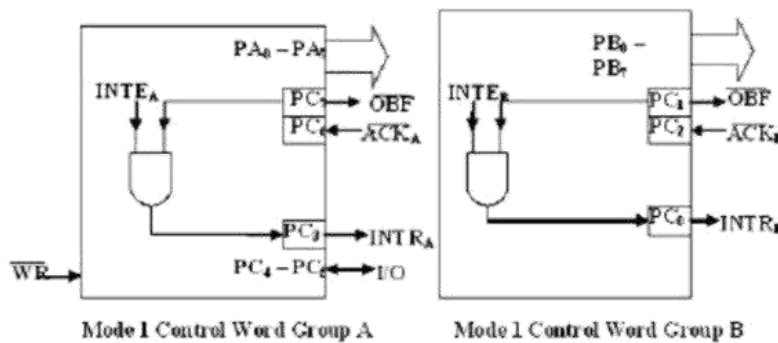 PA₀ – PA₇
INTEA
PC₇
OBF
PC₆
ACKA
PC₃
INTRA
WR
PC₄ – PC₅
I/O
Mode 1 Control Word Group A
PB₀ –
PB₇
INTEB
PC₁
OBF
PC₂
ACKB
PC₀
INTRB
Mode 1 Control Word Group B